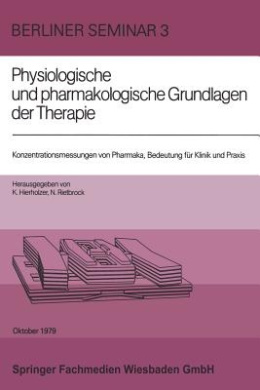 BERLINER SEMINAR 3
Physiologische
und pharmakologische Grundlagen
der Therapie
Konzentrationsmessungen von Pharmaka, Bedeutung für Klinik und Praxis
Herausgegeben von
K. Hierholzer, N. Rietbrock
Oktober 1979
Springer Fachmedien Wiesbaden GmbH